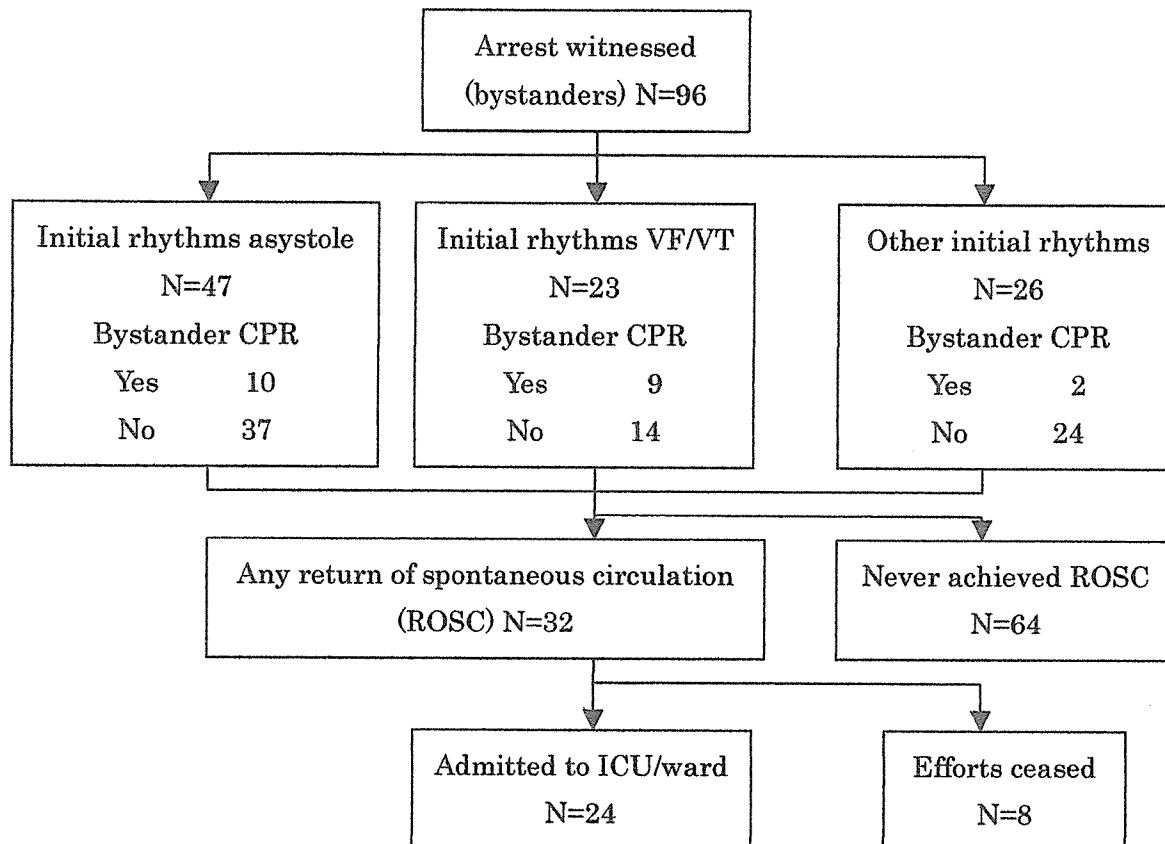 Arrest witnessed
(bystanders) N=96
Initial rhythms asystole
N=47
Bystander CPR
Yes 10
No 37
Initial rhythms VF/VT
N=23
Bystander CPR
Yes 9
No 14
Other initial rhythms
N=26
Bystander CPR
Yes 2
No 24
Any return of spontaneous circulation
(ROSC) N=32
Never achieved ROSC
N=64
Admitted to ICU/ward
N=24
Efforts ceased
N=8